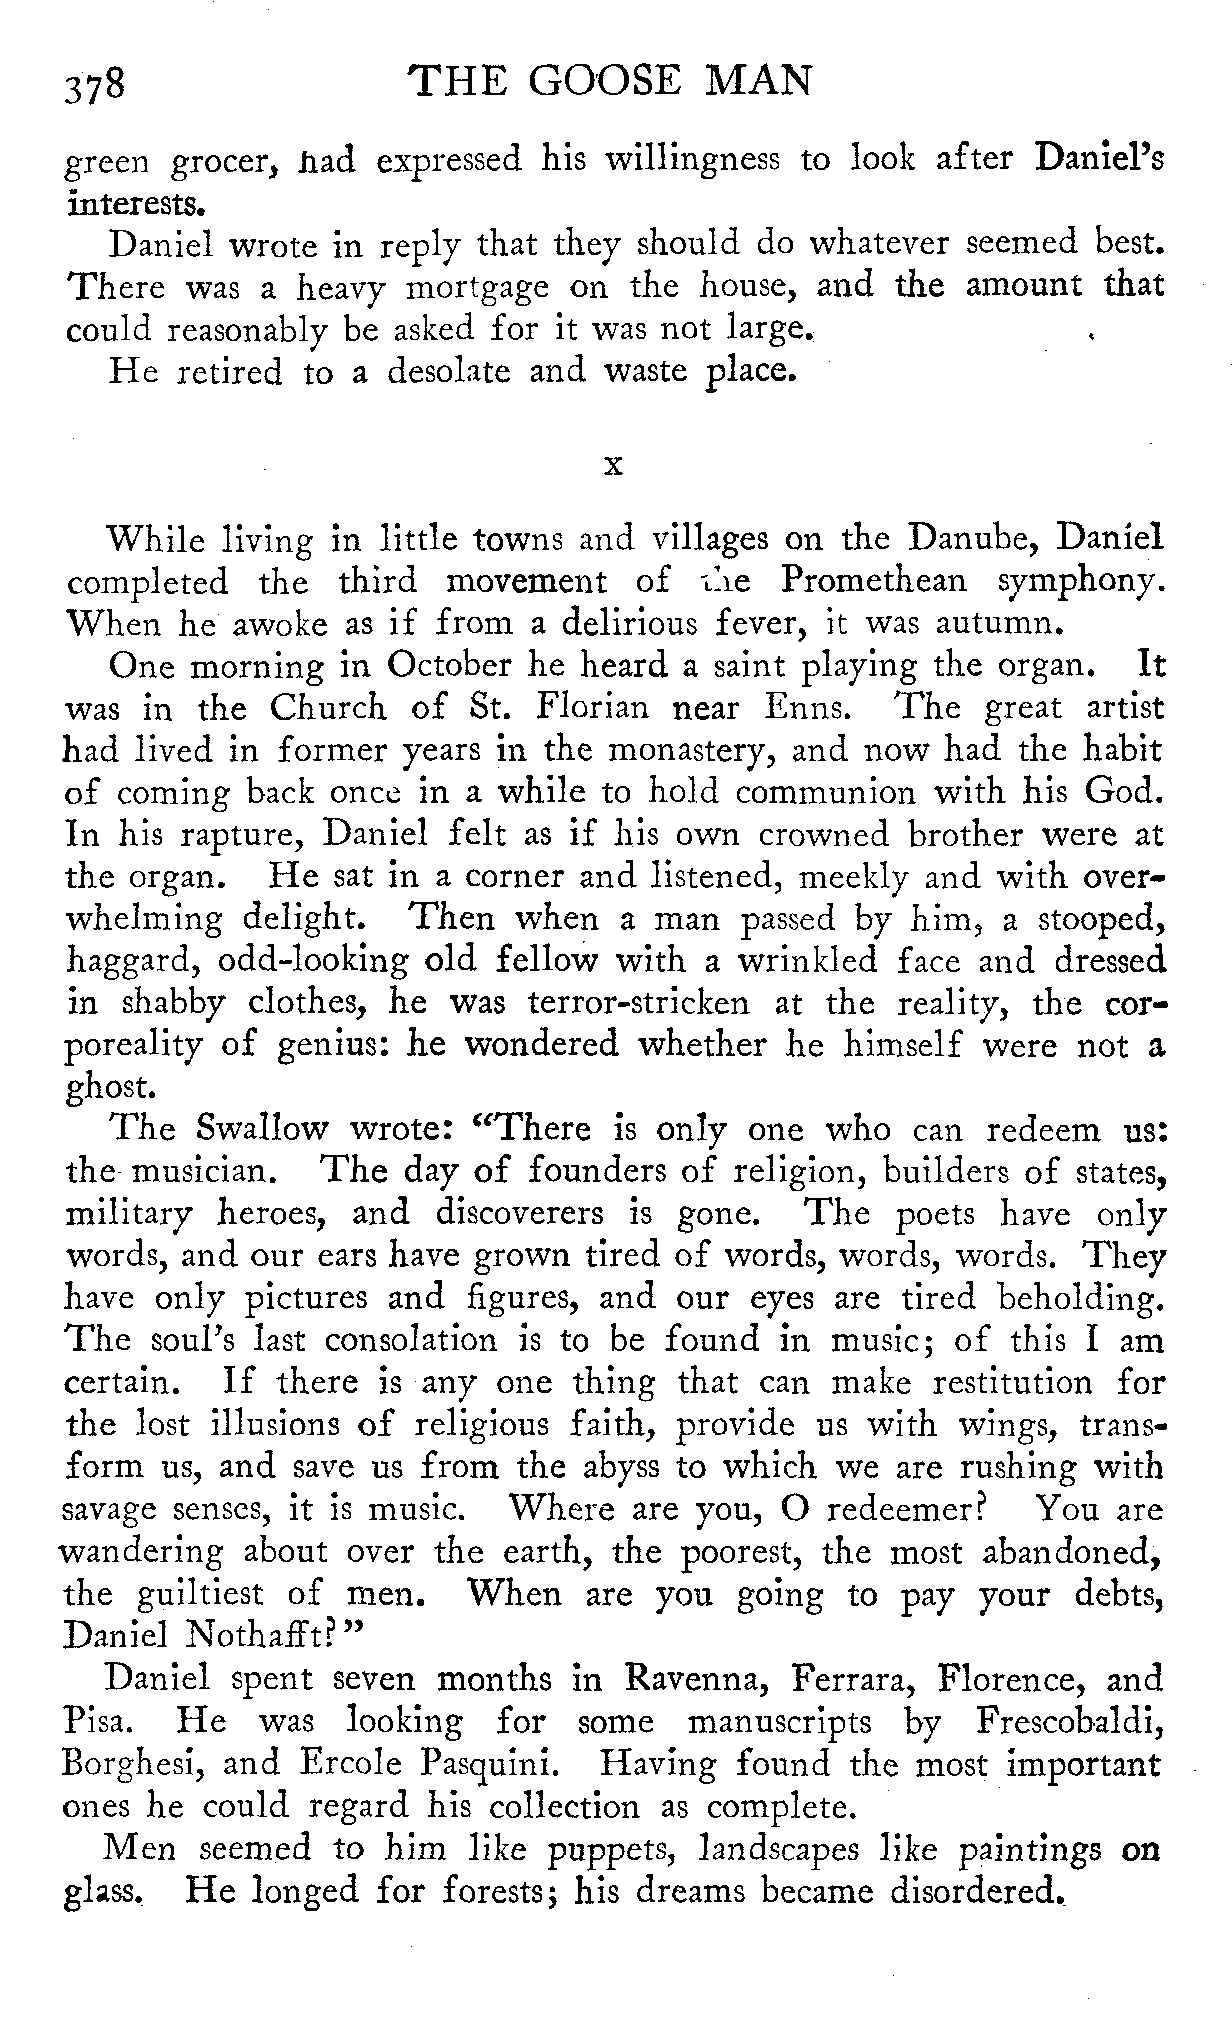 378 THE GOOSE MAN
green grocer, had expressed his willingness to look after Daniel's
interests.
Daniel wrote in reply that they should do whatever seemed best.
There was a heavy mortgage on the house, and the amount that
could reasonably be asked for it was not large.
He retired to a desolate and waste place.
x
While living in little towns and villages on the Danube, Daniel
completed the third movement of the Promethean symphony.
When he awoke as if from a delirious fever, it was autumn.
One morning in October he heard a saint playing the organ. It
was in the Church of St. Florian near Enns. The great artist
had lived in former years in the monastery, and now had the habit
of coming back once in a while to hold communion with his God.
In his rapture, Daniel felt as if his own crowned brother were at
the organ. He sat in a corner and listened, meekly and with over-
whelming delight. Then when a man passed by him, a stooped,
haggard, odd-looking old fellow with a wrinkled face and dressed
in shabby clothes, he was terror-stricken at the reality, the cor-
poreality of genius: he wondered whether he himself were not a
ghost.
The Swallow wrote: "There is only one who can redeem us:
the musician. The day of founders of religion, builders of states,
military heroes, and discoverers is gone. The poets have only
words, and our ears have grown tired of words, words, words. They
have only pictures and figures, and our eyes are tired beholding.
The soul's last consolation is to be found in music; of this I am
certain. If there is any one thing that can make restitution for
the lost illusions of religious faith, provide us with wings, trans-
form us, and save us from the abyss to which we are rushing with
savage senses, it is music. Where are you, O redeemer? You are
wandering about over the earth, the poorest, the most abandoned,
the guiltiest of men. When are you going to pay your debts,
Daniel Nothafft?"
Daniel spent seven months in Ravenna, Ferrara, Florence, and
Pisa. He was looking for some manuscripts by Frescobaldi,
Borghesi, and Ercole Pasquini. Having found the most important
ones he could regard his collection as complete.
Men seemed to him like puppets, landscapes like paintings on
glass. He longed for forests; his dreams became disordered.